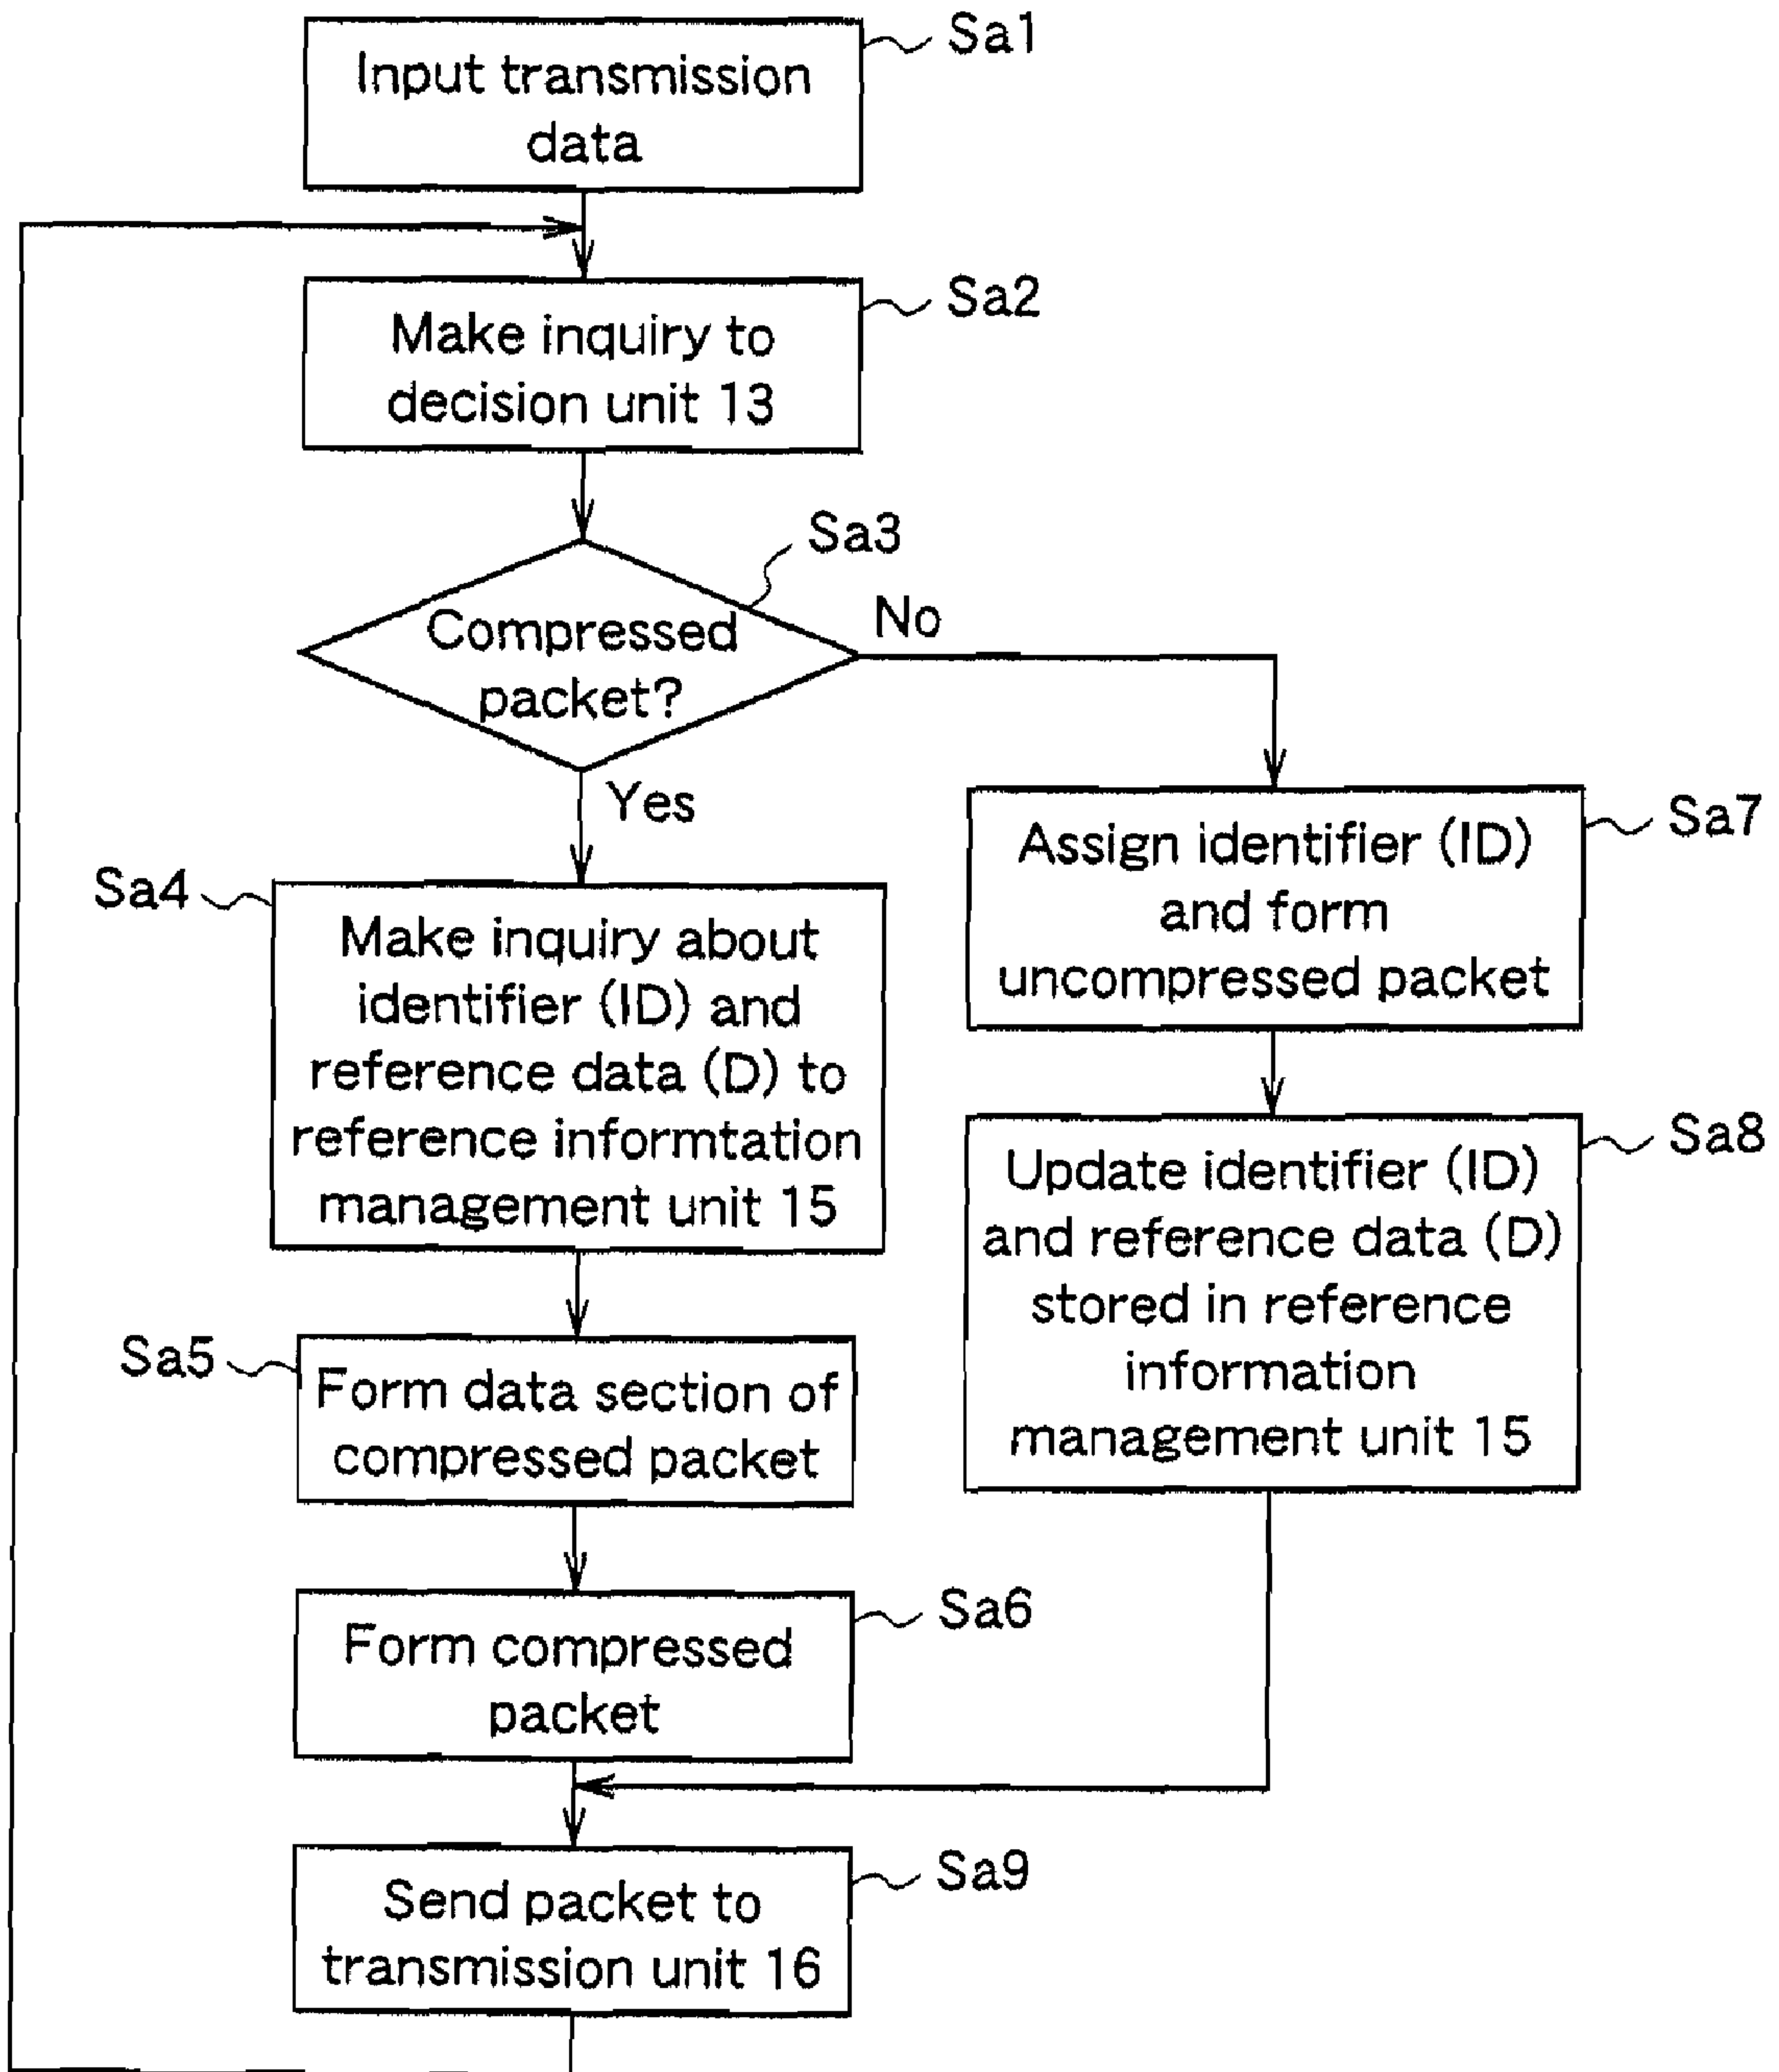 Sa1
Input transmission
data
Sa2
Make inquiry to
decision unit 13
Sa3
Compressed
packet?
No
Yes
Sa4
Make inquiry about
identifier (ID) and
reference data (D) to
reference informtation
management unit 15
Sa7
Assign identifier (ID)
and form
uncompressed packet
Sa8
Update identifier (ID)
and reference data (D)
stored in reference
information
management unit 15
Sa5
Form data section of
compressed packet
Sa6
Form compressed
packet
Sa9
Send packet to
transmission unit 16